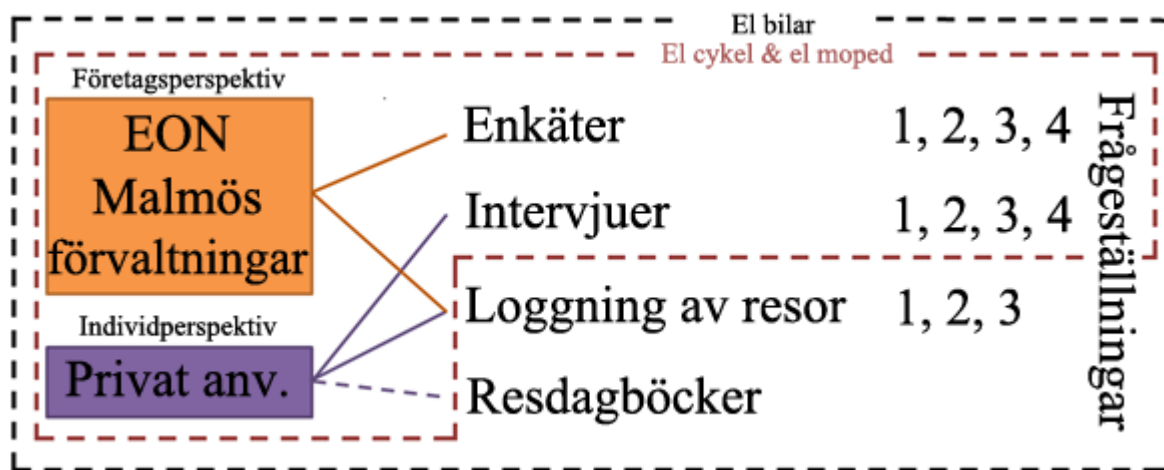 El bilar
El cykel & el moped
Företagsperspektiv
EON
Malmös
förvaltningar
Individperspektiv
Privat anv.
Enkäter 1, 2, 3, 4
Intervjuer 1, 2, 3, 4
Loggning av resor 1, 2, 3
Resdagböcker
Frågeställningar